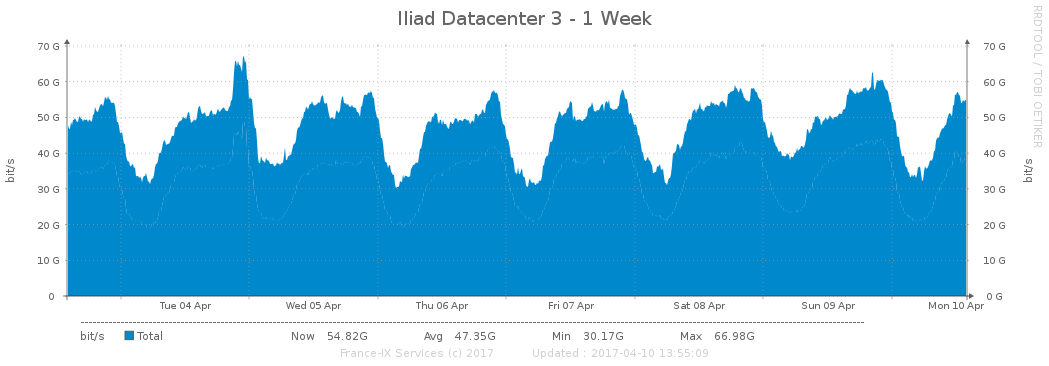 Iliad Datacenter 3 - 1 Week
RRDTOOL / TOBI OETIKER
70 G 70 G
60 G 60 G
50 G 50 G
40 G 40 G
30 G 30 G
20 G 20 G
10 G 10 G
0 0 G
bit/s bit/s
Tue 04 Apr Wed 05 Apr Thu 06 Apr Fri 07 Apr Sat 08 Apr Sun 09 Apr Mon 10 Apr
bit/s Total Now 54.82G Avg 47.35G Min 30.17G Max 66.98G
France-IX Services (c) 2017 Updated : 2017-04-10 13:55:09